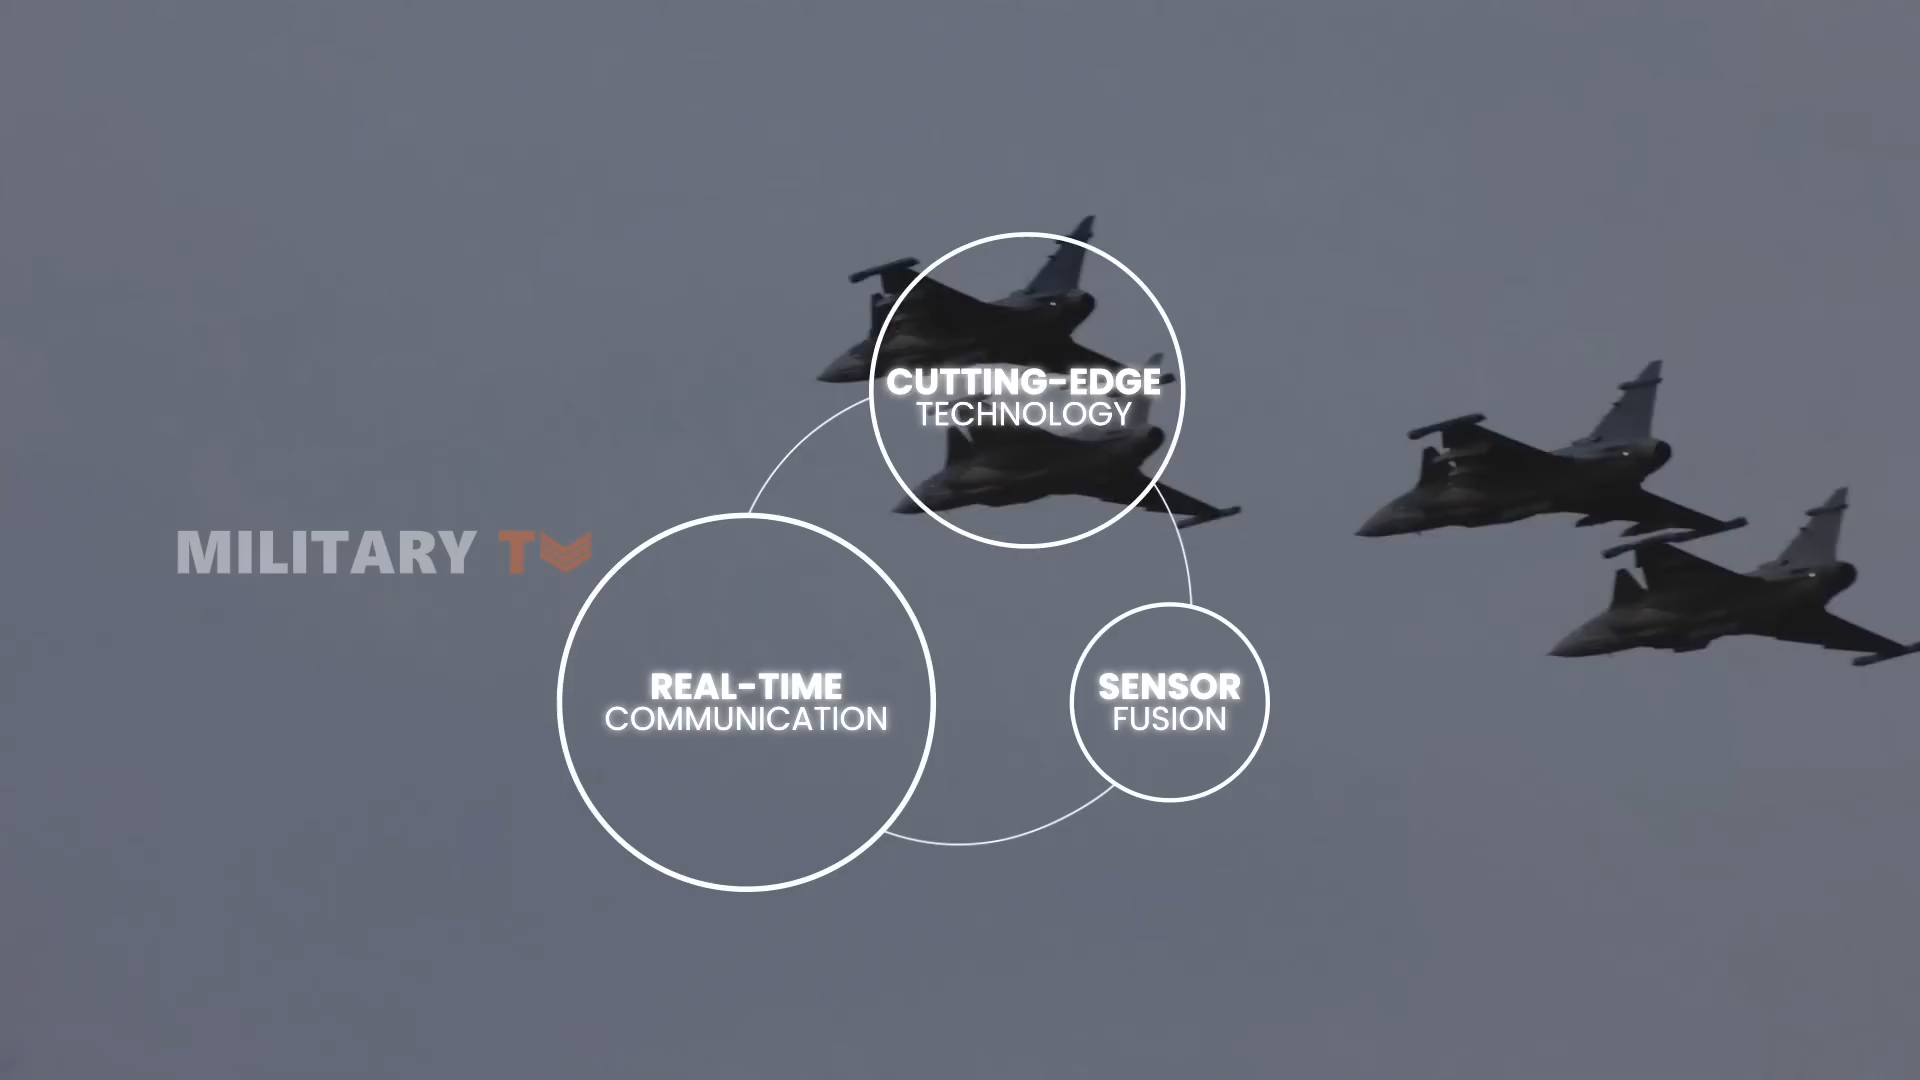 CUTTING-EDGE
TECHNOLOGY
MILITARY TV
REAL-TIME
COMMUNICATION
SENSOR
FUSION